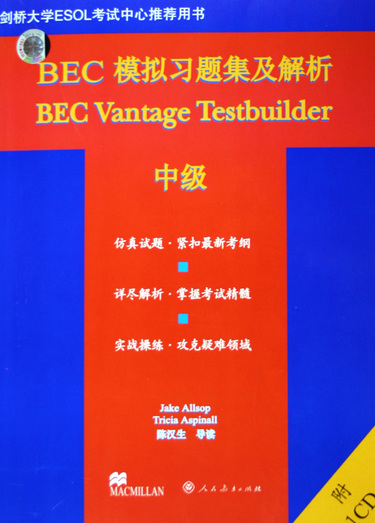 剑桥大学ESOL考试中心推荐用书
BEC 模拟习题集及解析
BEC Vantage Testbuilder
中级
仿真试题·紧扣最新考纲
详尽解析·掌握考试精髓
实战操练·攻克疑难领域
Jake Allsop
Tricia Aspinall
陈汉生 导读
MACMILLAN 人民教育出版社
附
1CD